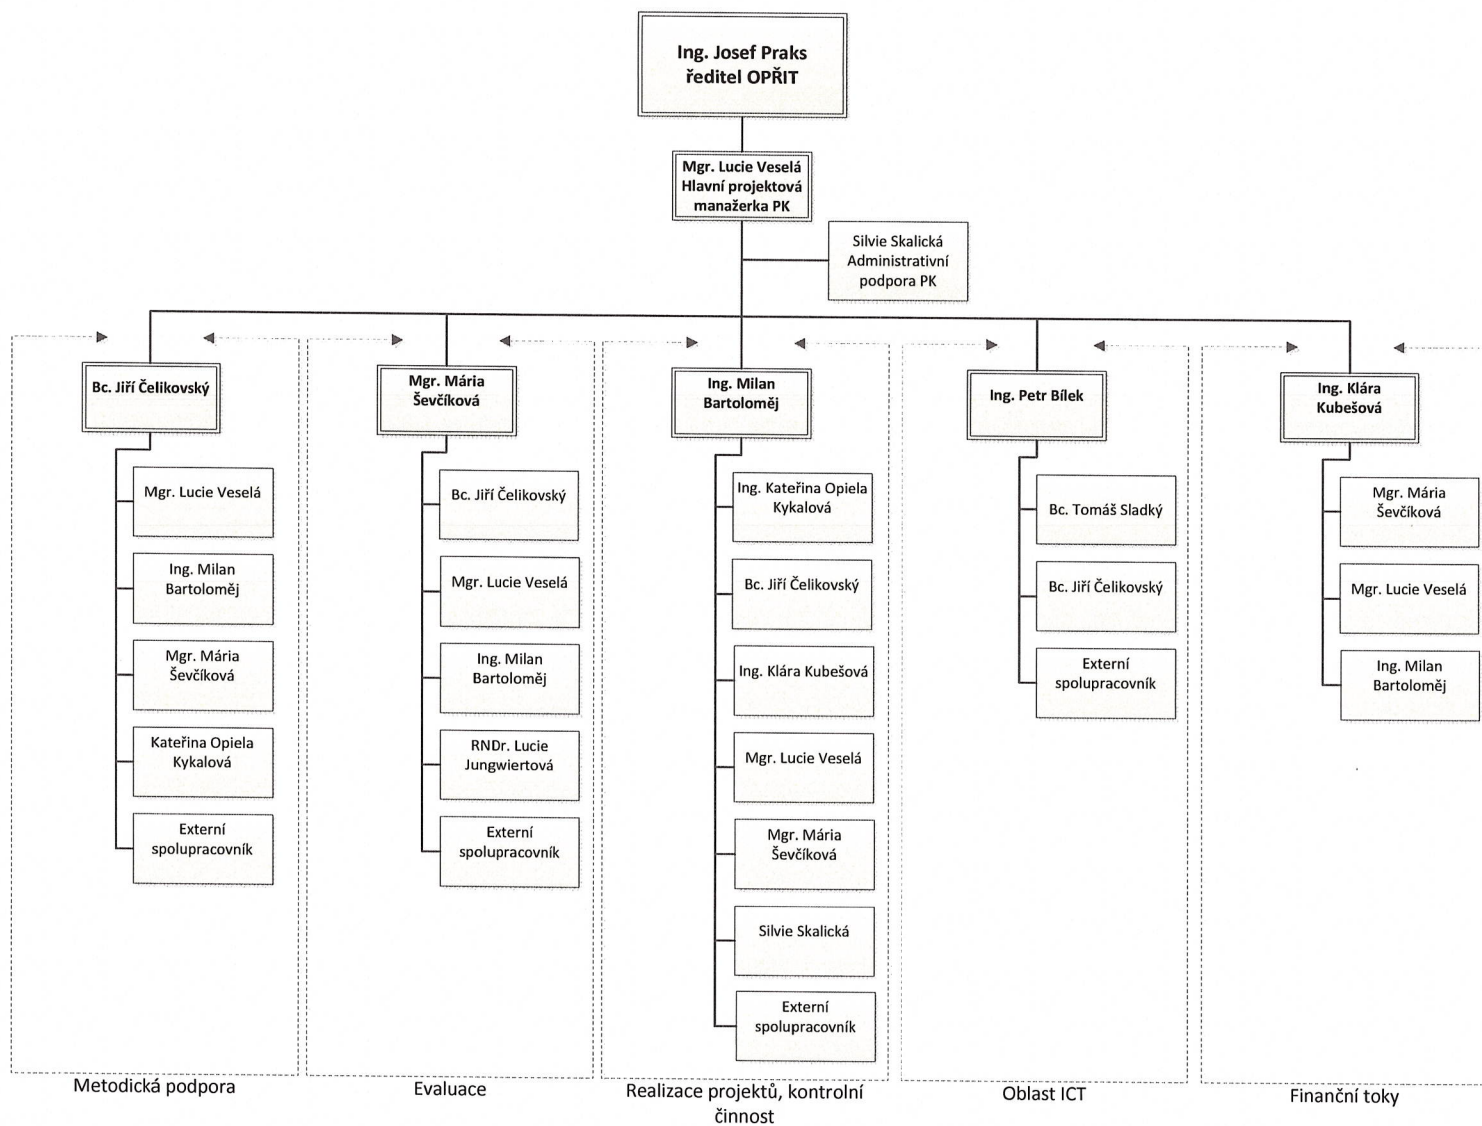 Ing. Josef Praks
ředitel OPŘIT
Mgr. Lucie Veselá
Hlavní projektová
manažerka PK
Silvie Skalická
Administrativní
podpora PK
Bc. Jiří Čelikovský
Mgr. Lucie Veselá
Ing. Milan
Bartoloměj
Mgr. Mária
Ševčíková
Kateřina Opiela
Kykalová
Externí
spolupracovník
Metodická podpora
Mgr. Mária
Ševčíková
Bc. Jiří Čelikovský
Mgr. Lucie Veselá
Ing. Milan
Bartoloměj
RNDr. Lucie
Jungwiertová
Externí
spolupracovník
Evaluace
Ing. Milan
Bartoloměj
Ing. Kateřina Opiela
Kykalová
Bc. Jiří Čelikovský
Ing. Klára Kubešová
Mgr. Lucie Veselá
Mgr. Mária
Ševčíková
Silvie Skalická
Externí
spolupracovník
Realizace projektů, kontrolní
činnost
Ing. Petr Bílek
Bc. Tomáš Sladký
Bc. Jiří Čelikovský
Externí
spolupracovník
Oblast ICT
Ing. Klára
Kubešová
Mgr. Mária
Ševčíková
Mgr. Lucie Veselá
Ing. Milan
Bartoloměj
Finanční toky